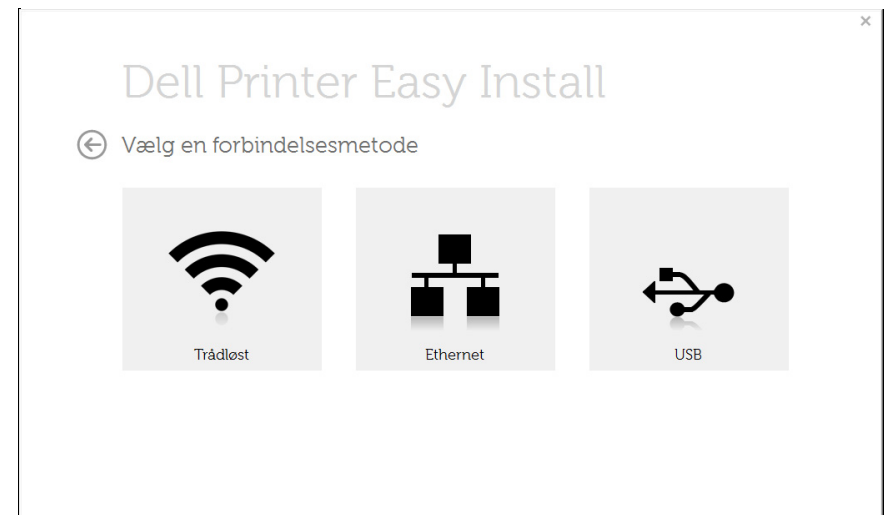 Dell Printer Easy Install
Vælg en forbindelsesmetode
Trådløst
Ethernet
USB